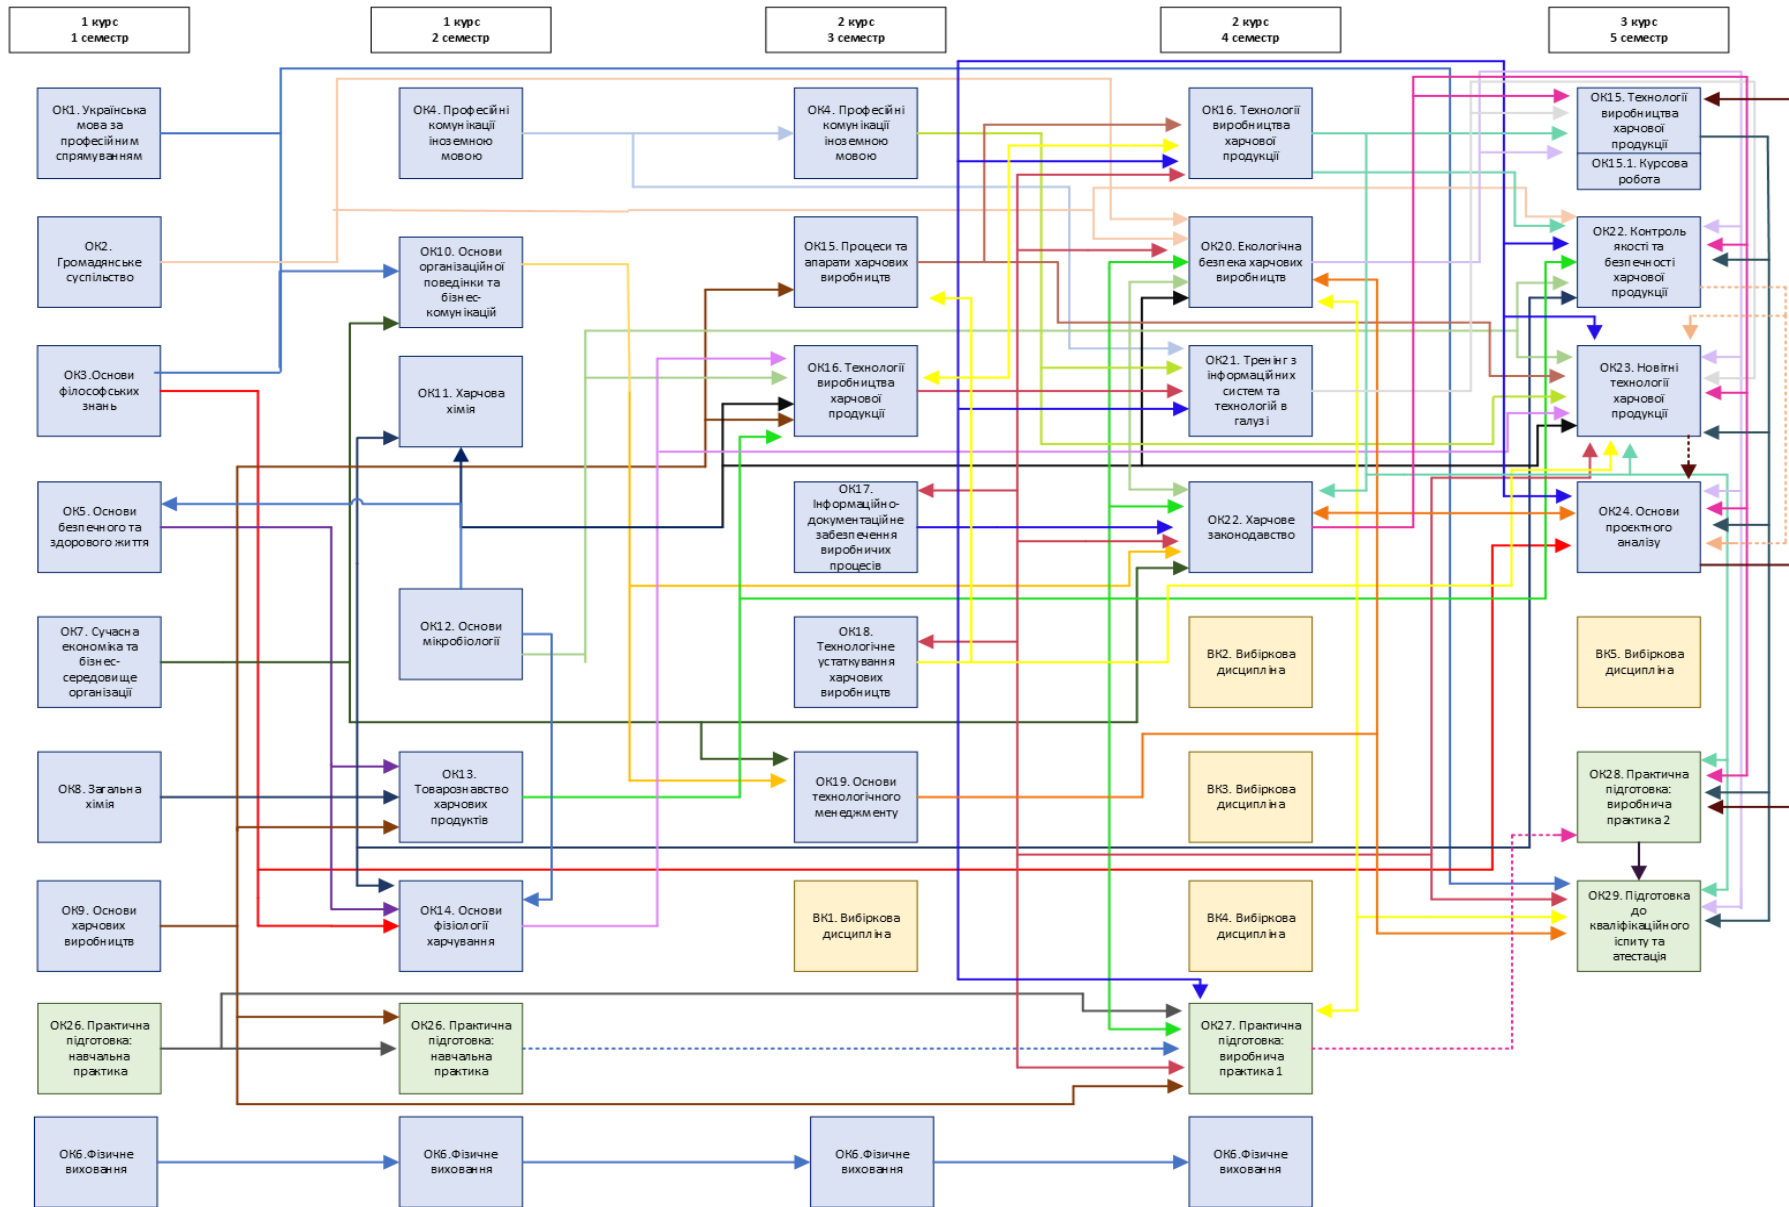 1 курс
1 семестр
1 курс
2 семестр
2 курс
3 семестр
2 курс
4 семестр
3 курс
5 семестр
ОК1. Українська
мова за
професійним
спрямуванням
ОК2.
Громадянське
суспільство
ОК3.Основи
філософських
знань
ОК5. Основи
безпечного та
здорового життя
ОК7. Сучасна
економіка та
бізнес-
середовище
організації
ОК8. Загальна
хімія
ОК9. Основи
харчових
виробництв
ОК26. Практична
підготовка:
навчальна
практика
ОК6.Фізичне
виховання
ОК4. Професійні
комунікації
іноземною
мовою
ОК10. Основи
організаційної
поведінки та
бізнес-
комунікацій
ОК11. Харчова
хімія
ОК12. Основи
мікробіології
ОК13.
Товарознавство
харчових
продуктів
ОК14. Основи
фізіології
харчування
ОК26. Практична
підготовка:
навчальна
практика
ОК6.Фізичне
виховання
ОК4. Професійні
комунікації
іноземною
мовою
ОК15. Процеси та
апарати харчових
виробництв
ОК16. Технології
виробництва
харчової
продукції
ОК17.
Інформаційно-
документаційне
забезпечення
виробничих
процесів
ОК18.
Технологічне
устаткування
харчових
виробництв
ОК19. Основи
технологічного
менеджменту
ВК1. Вибіркова
дисципліна
ОК6.Фізичне
виховання
ОК16. Технології
виробництва
харчової
продукції
ОК20. Екологічна
безпека харчових
виробництв
ОК21. Тренінг з
інформаційних
систем та
технологій в
галузі
ОК22. Харчове
законодавство
ВК2. Вибіркова
дисципліна
ВК3. Вибіркова
дисципліна
ВК4. Вибіркова
дисципліна
ОК27. Практична
підготовка:
виробнича
практика 1
ОК6.Фізичне
виховання
ОК15. Технології
виробництва
харчової
продукції
ОК15.1. Курсова
робота
ОК22. Контроль
якості та
безпечності
харчової
продукції
ОК23. Новітні
технології
харчової
продукції
ОК24. Основи
проєктного
аналізу
ВК5. Вибіркова
дисципліна
ОК28. Практична
підготовка:
виробнича
практика 2
ОК29. Підготовка
до
кваліфікаційного
іспиту та
атестація